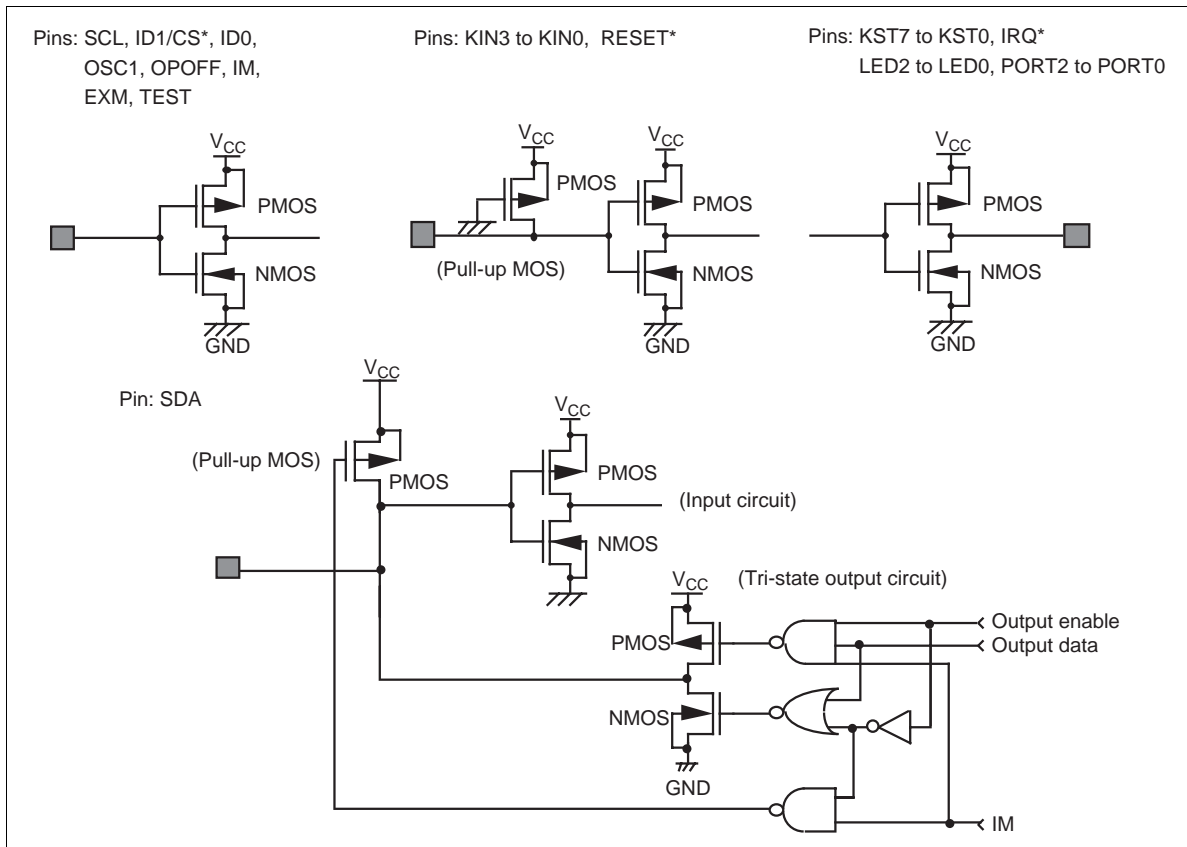 Pins: SCL, ID1/CS*, ID0,
OSC1, OPOFF, IM,
EXM, TEST
VCC
PMOS
NMOS
GND
Pins: KIN3 to KIN0, RESET*
VCC
PMOS
(Pull-up MOS)
VCC
PMOS
NMOS
GND
Pins: KST7 to KST0, IRQ*
LED2 to LED0, PORT2 to PORT0
VCC
PMOS
NMOS
GND
Pin: SDA
VCC
(Pull-up MOS)
PMOS
VCC
PMOS
NMOS
(Input circuit)
VCC
(Tri-state output circuit)
PMOS
NMOS
GND
Output enable
Output data
IM